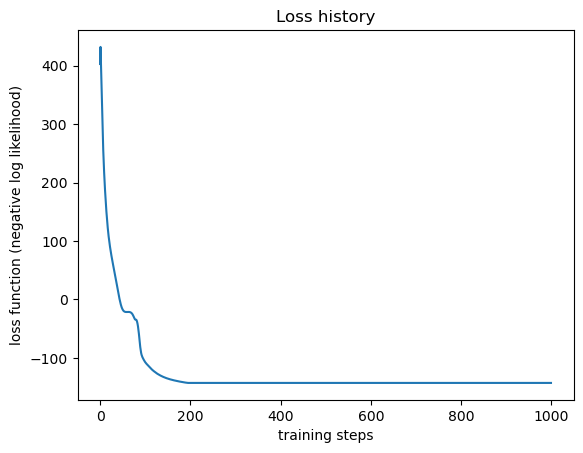 Loss history
loss function (negative log likelihood)
400
300
200
100
0
−100
0 200 400 600 800 1000
training steps